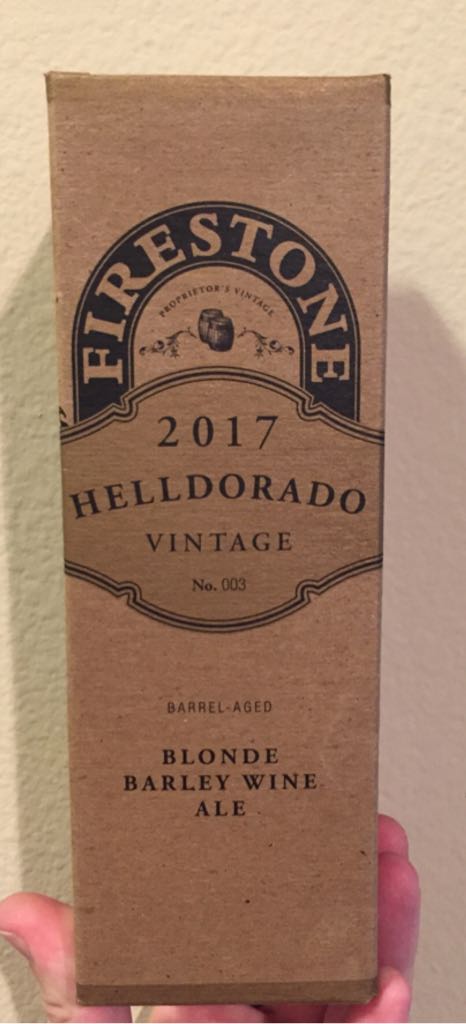 FIRESTONE
PROPRIETOR'S VINTAGE
2017
HELLDORADO
VINTAGE
No. 003
BARREL-AGED
BLONDE
BARLEY WINE
ALE